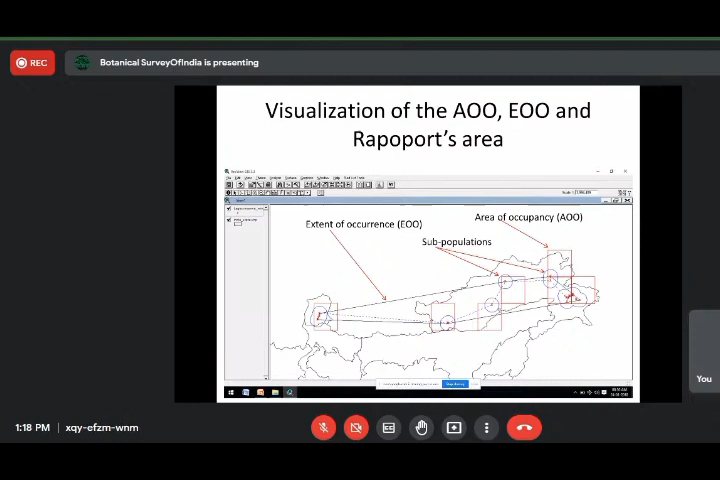 REC
Botanical SurveyOfIndia is presenting
Visualization of the AOO, EOO and
Rapoport's area
Area of occupancy (AOO)
Extent of occurrence (EOO)
Sub-populations
You
1:18 PM | xqy-efzm-wnm